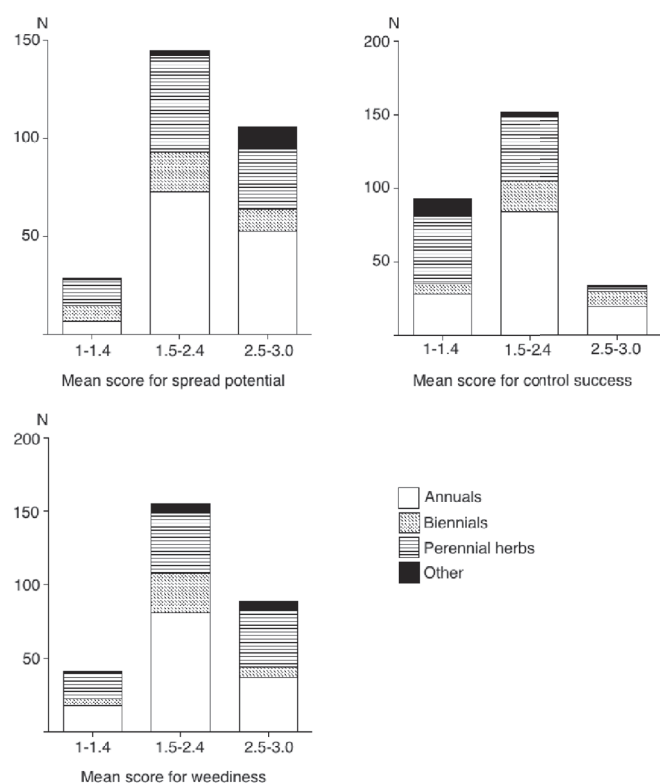 N
150
100
50
1-1.4 1.5-2.4 2.5-3.0
Mean score for spread potential
N
200
150
100
50
1-1.4 1.5-2.4 2.5-3.0
Mean score for control success
N
200
150
100
50
1-1.4 1.5-2.4 2.5-3.0
Mean score for weediness
Annuals
Biennials
Perennial herbs
Other